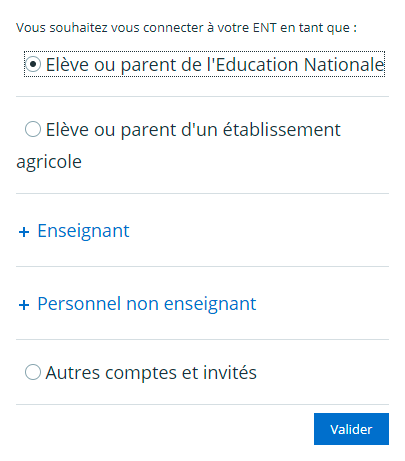 Vous souhaitez vous connecter à votre ENT en tant que :
Elève ou parent de l'Education Nationale
Elève ou parent d'un établissement
agricole
+ Enseignant
+ Personnel non enseignant
Autres comptes et invités
Valider